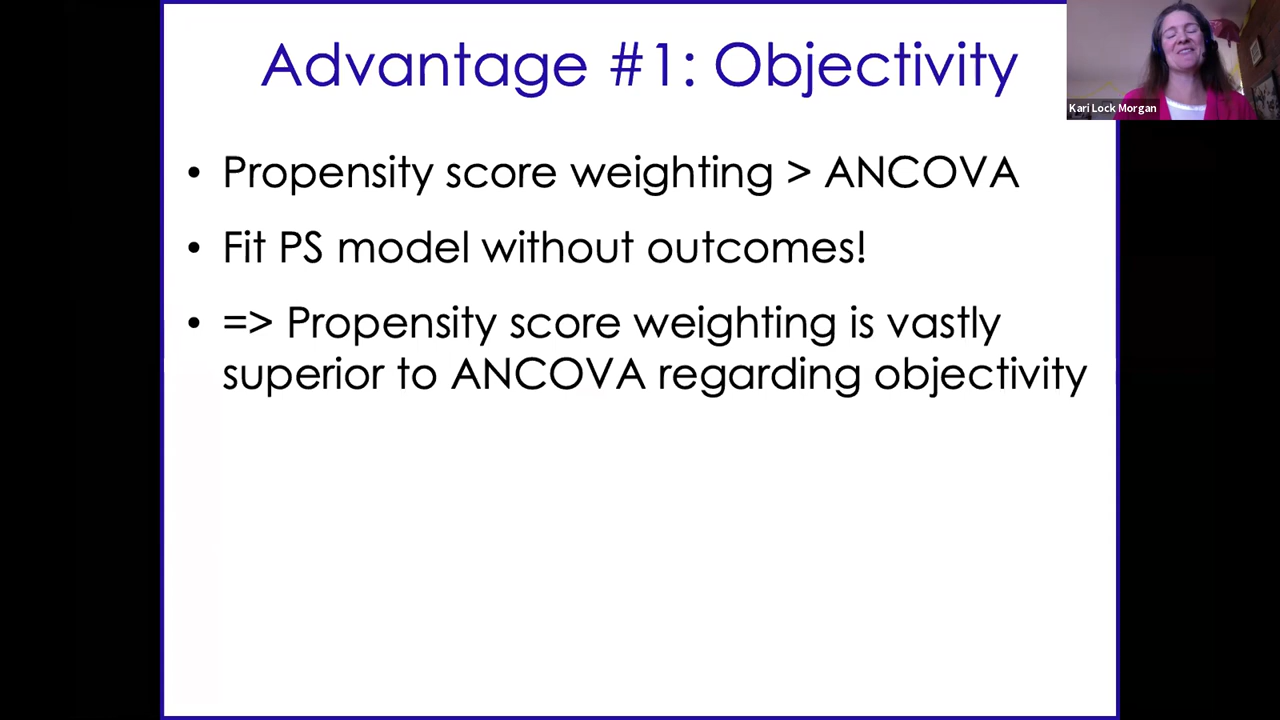 Advantage #1: Objectivity
Kari Lock Morgan
• Propensity score weighting > ANCOVA
• Fit PS model without outcomes!
• => Propensity score weighting is vastly
superior to ANCOVA regarding objectivity